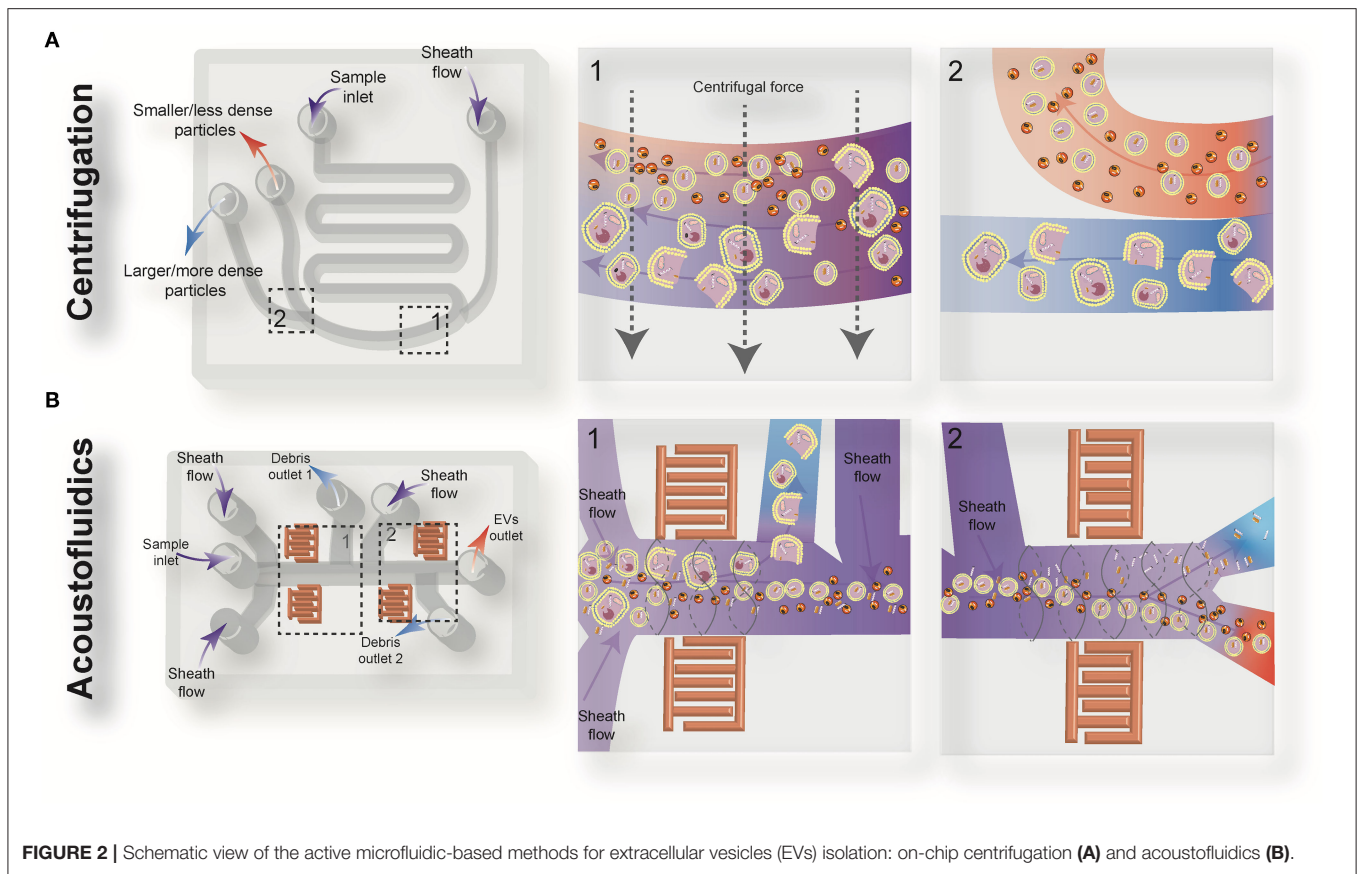 A
Centrifugation
Sheath
flow
Sample
inlet
Smaller/less dense
particles
Larger/more dense
particles
2
1
1
Centrifugal force
2
B
Acoustofluidics
Sheath
flow
Debris
outlet 1
Sheath
flow
Sample
inlet
1
2
EVs
outlet
Sheath
flow
Debris
outlet 2
1
Sheath
flow
Sheath
flow
Sheath
flow
2
Sheath
flow
FIGURE 2 | Schematic view of the active microfluidic-based methods for extracellular vesicles (EVs) isolation: on-chip centrifugation (A) and acoustofluidics (B).